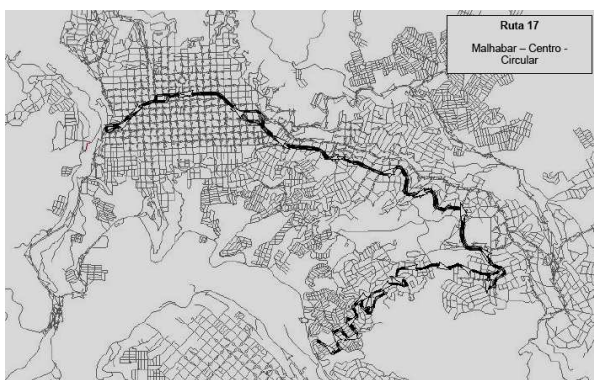 Ruta 17
Malhabar – Centro -
Circular